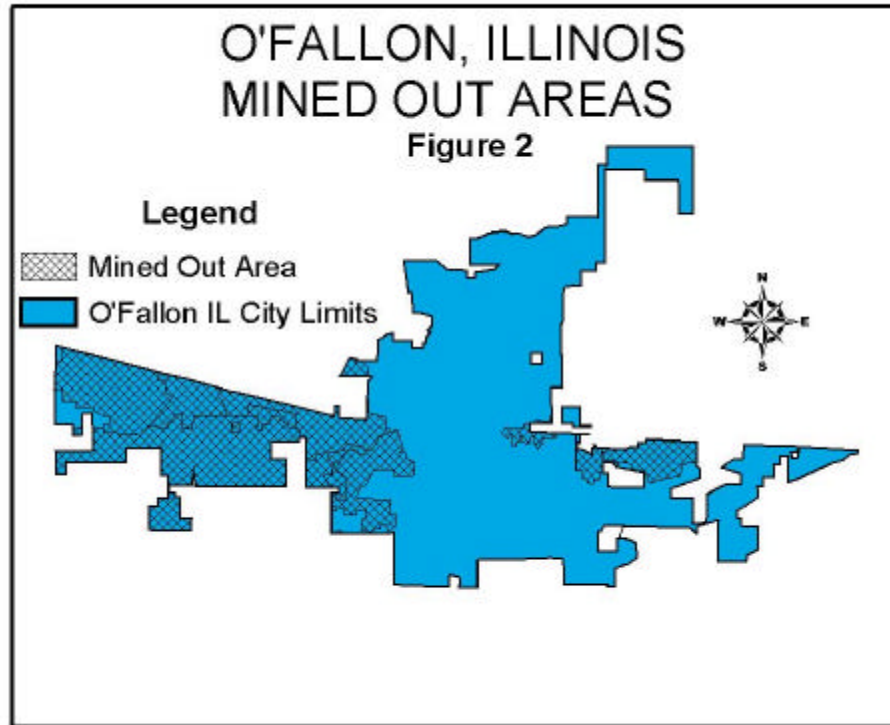 O'FALLON, ILLINOIS
MINED OUT AREAS
Figure 2
Legend
Mined Out Area
O'Fallon IL City Limits
N
W E
S